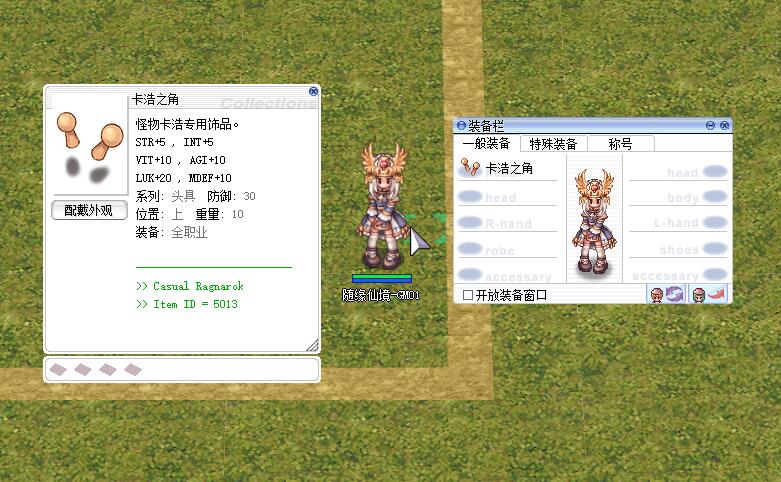 卡浩之角
Collections
怪物卡浩专用饰品。
STR+5 , INT+5
VIT+10 , AGI+10
LUK+20 , MDEF+10
系列: 头具 防御: 30
位置: 上 重量: 10
装备: 全职业
配戴外观
>> Casual Ragnarok
>> Item ID = 5013
随缘仙境-GM01
装备栏
一般装备 特殊装备 称号
卡浩之角 head
head body
R-hand L-hand
robe shoes
accessary accessary
开放装备窗口